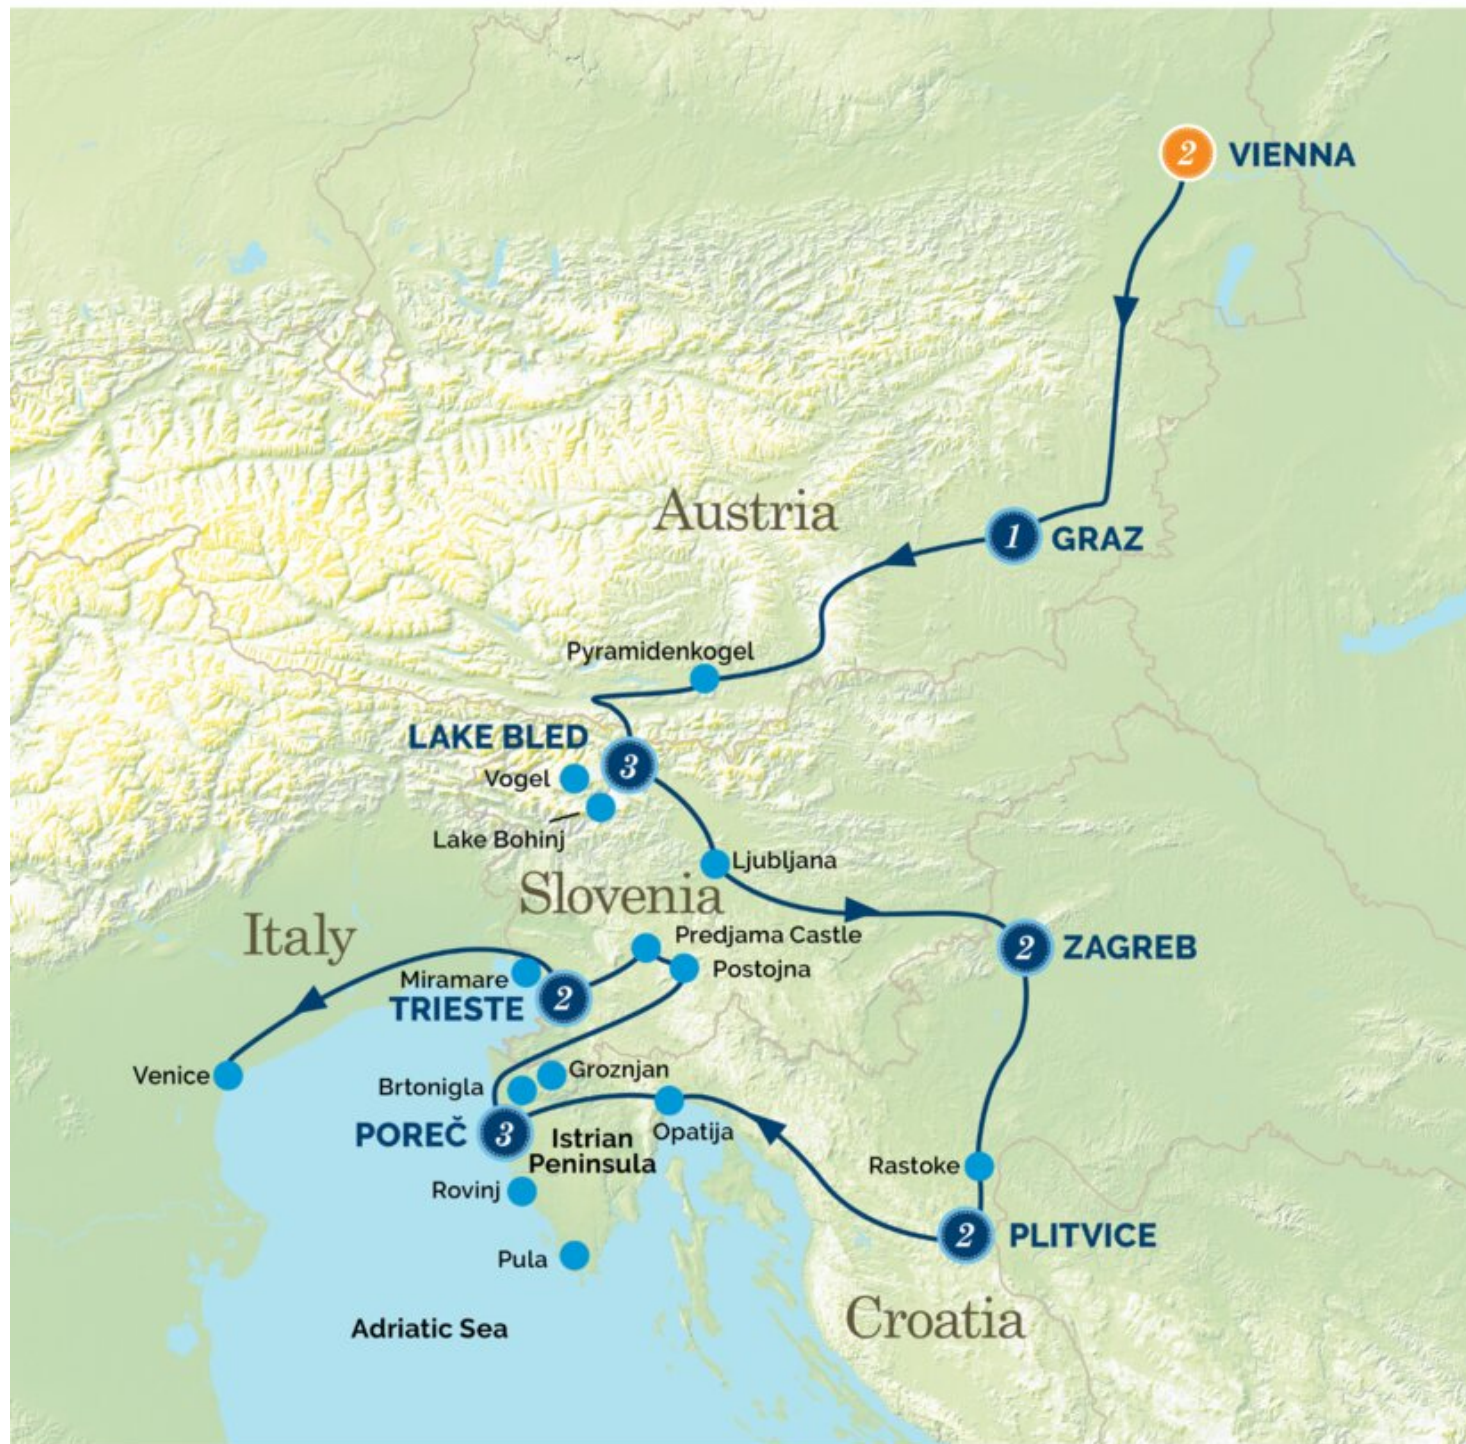 2 VIENNA
Austria
1 GRAZ
Pyramidenkogel
LAKE BLED
3
Vogel
Lake Bohinj
Ljubljana
Slovenia
Italy
Predjama Castle
2 ZAGREB
Postojna
Miramare
TRIESTE 2
Venice
Groznjan
Brtonigla
POREČ 3
Istrian
Peninsula
Opatija
Rastoke
Rovinj
2 PLITVICE
Pula
Croatia
Adriatic Sea